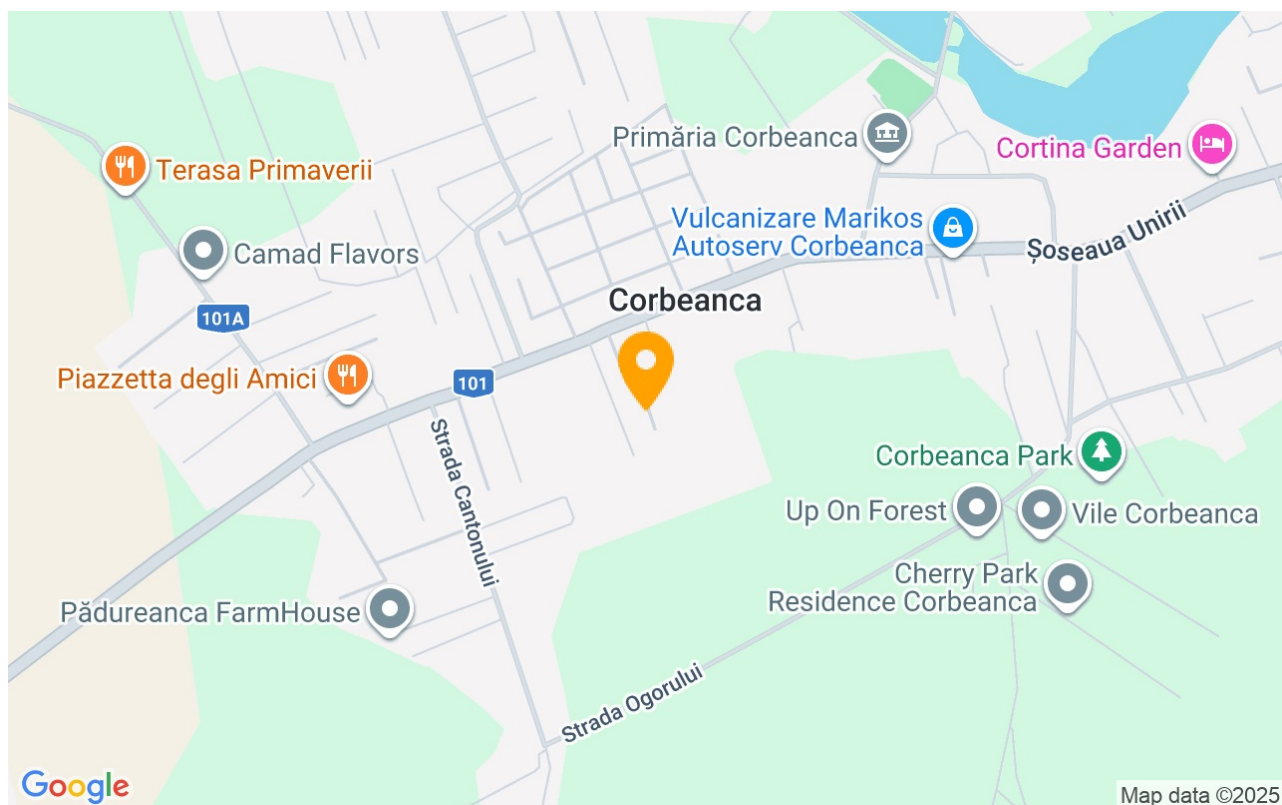 Primăria Corbeanca
Cortina Garden
Terasa Primaverii
Vulcanizare Marikos
Autoserv Corbeanca
Șoseaua Unirii
Camad Flavors
Corbeanca
101A
Piazzetta degli Amici
101
Strada Cantonului
Corbeanca Park
Up On Forest
Vile Corbeanca
Cherry Park
Residence Corbeanca
Pădureanca FarmHouse
Strada Ogorului
Google
Map data ©2025